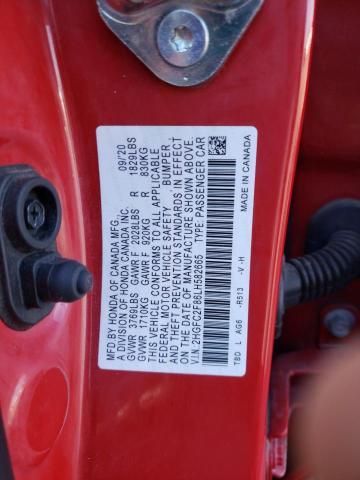 MFD.BY HONDA OF CANADA MFG. 09/'20
A DIVISION OF HONDA CANADA INC.
GVWR 3769LBS GAWR F 2028LBS R 1829LBS
GVWR 1710KG GAWR F 920KG R 830KG
THIS VEHICLE CONFORMS TO ALL APPLICABLE
FEDERAL MOTOR VEHICLE SAFETY, BUMPER,
AND THEFT PREVENTION STANDARDS IN EFFECT
ON THE DATE OF MANUFACTURE SHOWN ABOVE.
V.I.N. 2HGFC2F86LH582665 TYPE PASSENGER CAR
TBD L AG6 -R513 -V-H
MADE IN CANADA